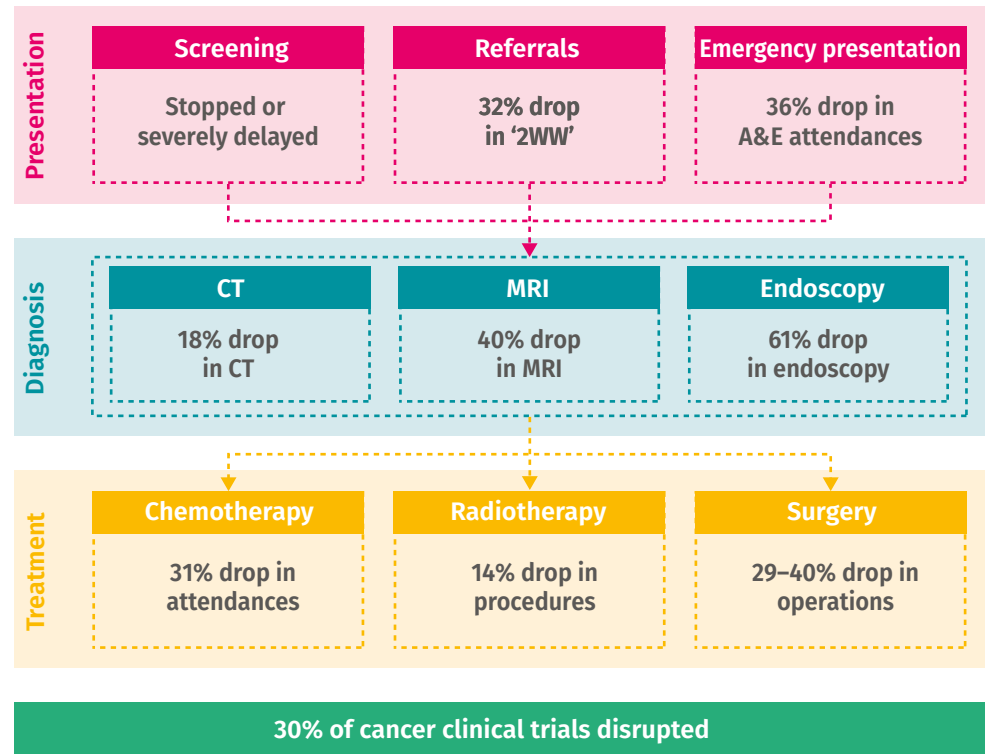 Presentation
Screening
Stopped or
severely delayed
Referrals
32% drop
in ‘2WW’
Emergency presentation
36% drop in
A&E attendances
Diagnosis
CT
18% drop
in CT
MRI
40% drop
in MRI
Endoscopy
61% drop
in endoscopy
Treatment
Chemotherapy
31% drop in
attendances
Radiotherapy
14% drop in
procedures
Surgery
29–40% drop in
operations
30% of cancer clinical trials disrupted